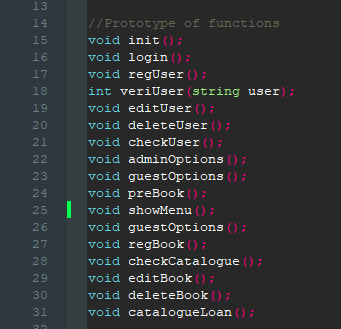 13
14 //Prototype of functions
15 void init();
16 void login();
17 void regUser();
18 int veriUser(string user);
19 void editUser();
20 void deleteUser();
21 void checkUser();
22 void adminOptions();
23 void guestOptions();
24 void preBook();
25 void showMenu();
26 void guestOptions();
27 void regBook();
28 void checkCatalogue();
29 void editBook();
30 void deleteBook();
31 void catalogueLoan();
32